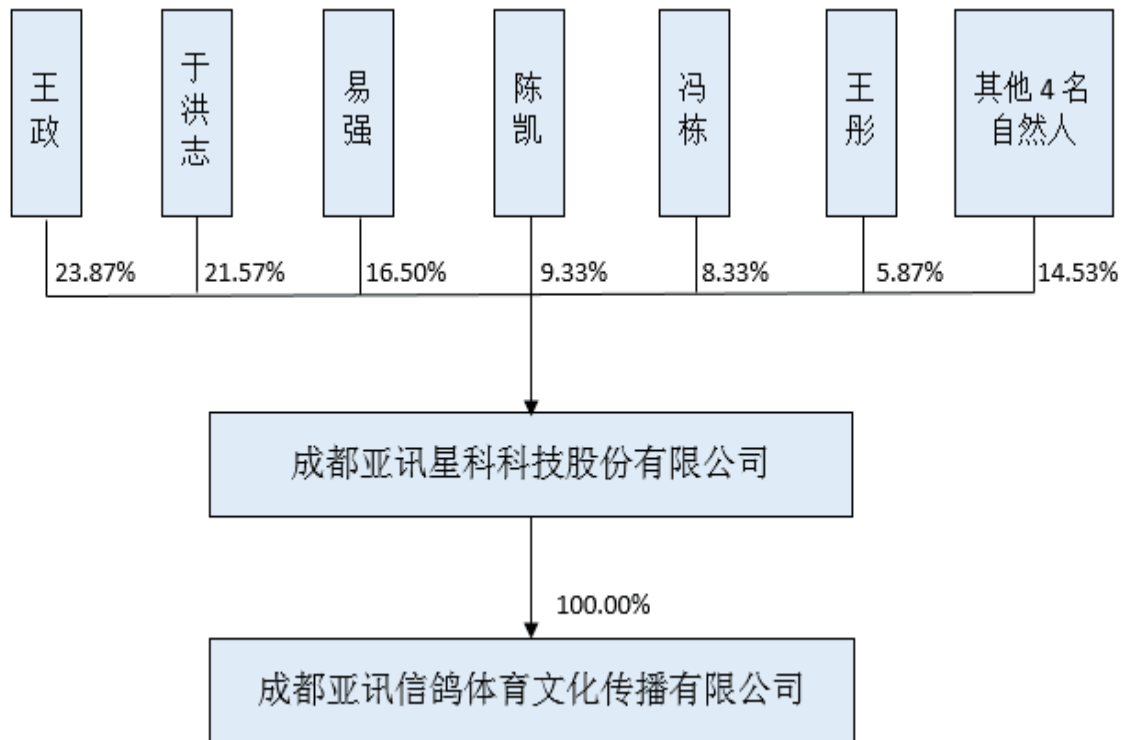 王政
于洪志
易强
陈凯
冯栋
王彤
其他 4 名
自然人
23.87%
21.57%
16.50%
9.33%
8.33%
5.87%
14.53%
成都亚讯星科科技股份有限公司
100.00%
成都亚讯信鸽体育文化传播有限公司